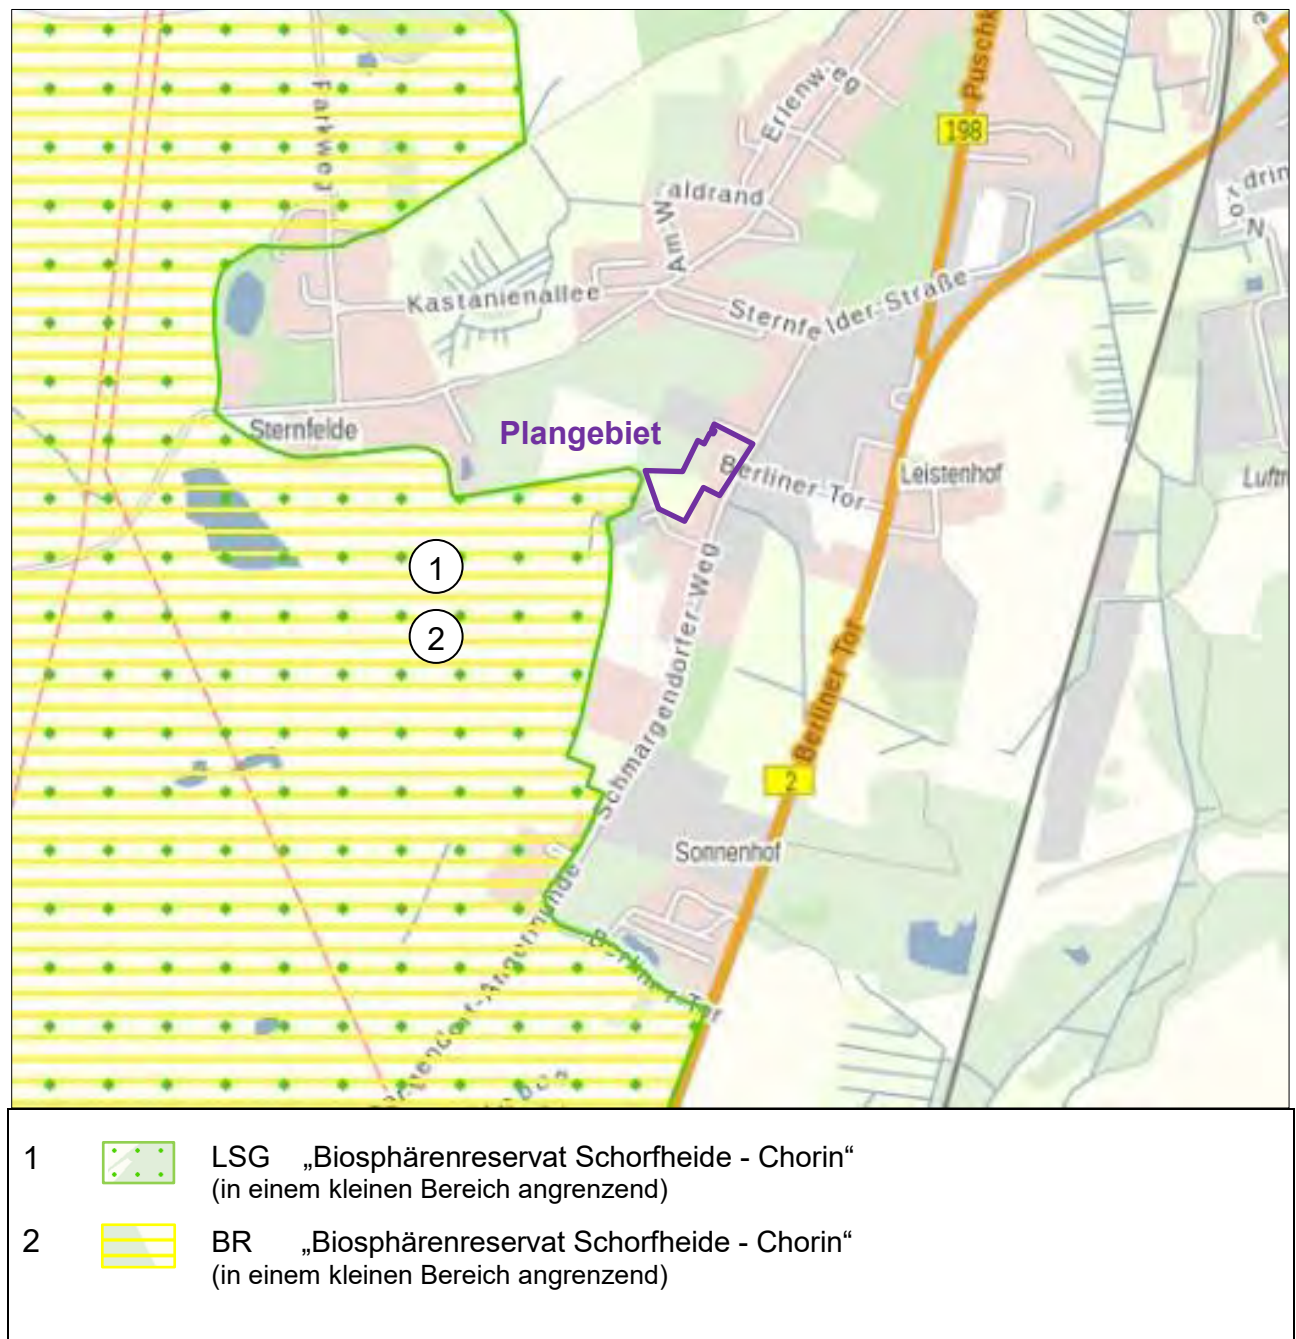 Parkweg
Erlenweg
Puschk
198
Am Waldrand
Kastanienallee
Sternfelder-Straße
Sternfelde
Plangebiet
Berliner-Tor
Leistenhof
1
2
Schmargendorfer-Weg
Berliner Tor
2
Sonnenhof
Berliner-Tor
1 LSG „Biosphärenreservat Schorfheide - Chorin“
(in einem kleinen Bereich angrenzend)
2 BR „Biosphärenreservat Schorfheide - Chorin“
(in einem kleinen Bereich angrenzend)